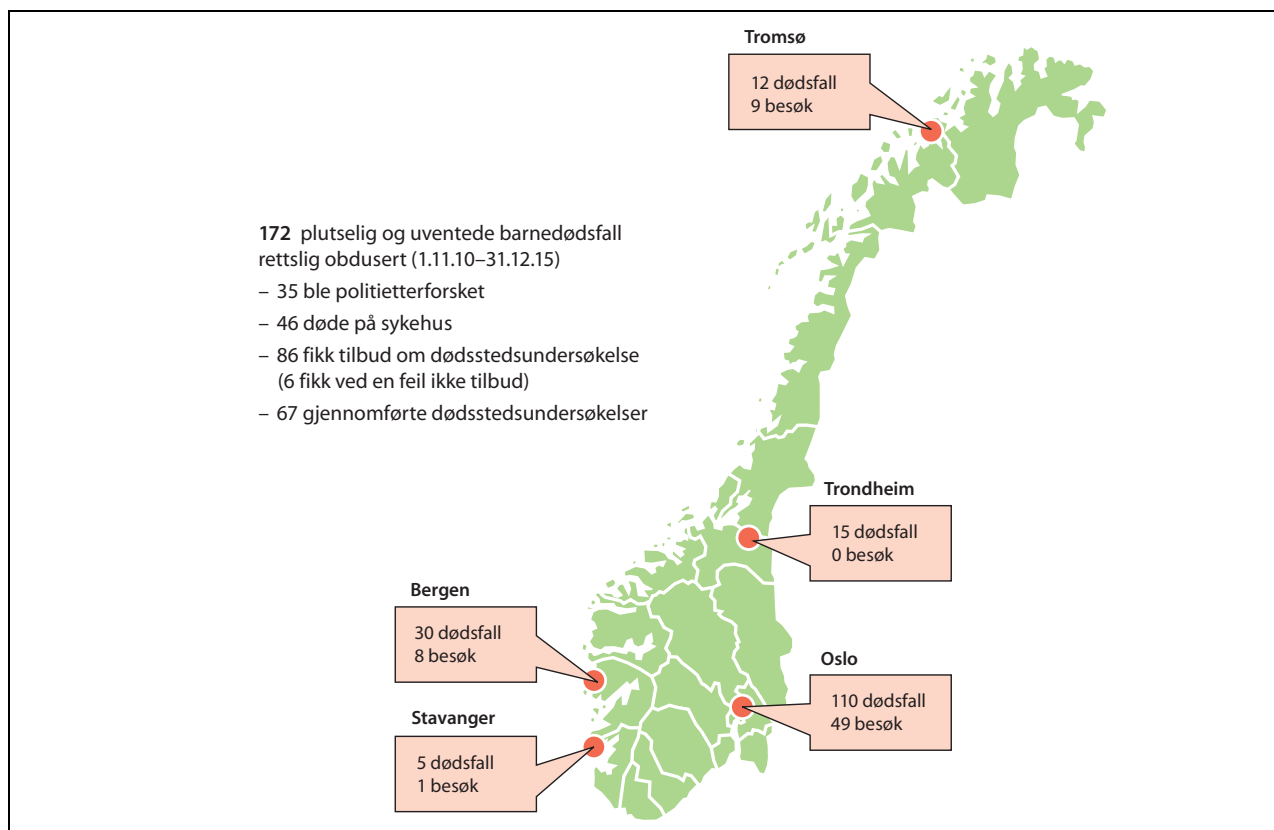 Tromsø
12 dødsfall
9 besøk
172 plutselig og uventede barnedødsfall
rettslig obdusert (1.11.10–31.12.15)
– 35 ble politietterforsket
– 46 døde på sykehus
– 86 fikk tilbud om dødsstedsundersøkelse
(6 fikk ved en feil ikke tilbud)
– 67 gjennomførte dødsstedsundersøkelser
Trondheim
15 dødsfall
0 besøk
Bergen
30 dødsfall
8 besøk
Oslo
110 dødsfall
49 besøk
Stavanger
5 dødsfall
1 besøk